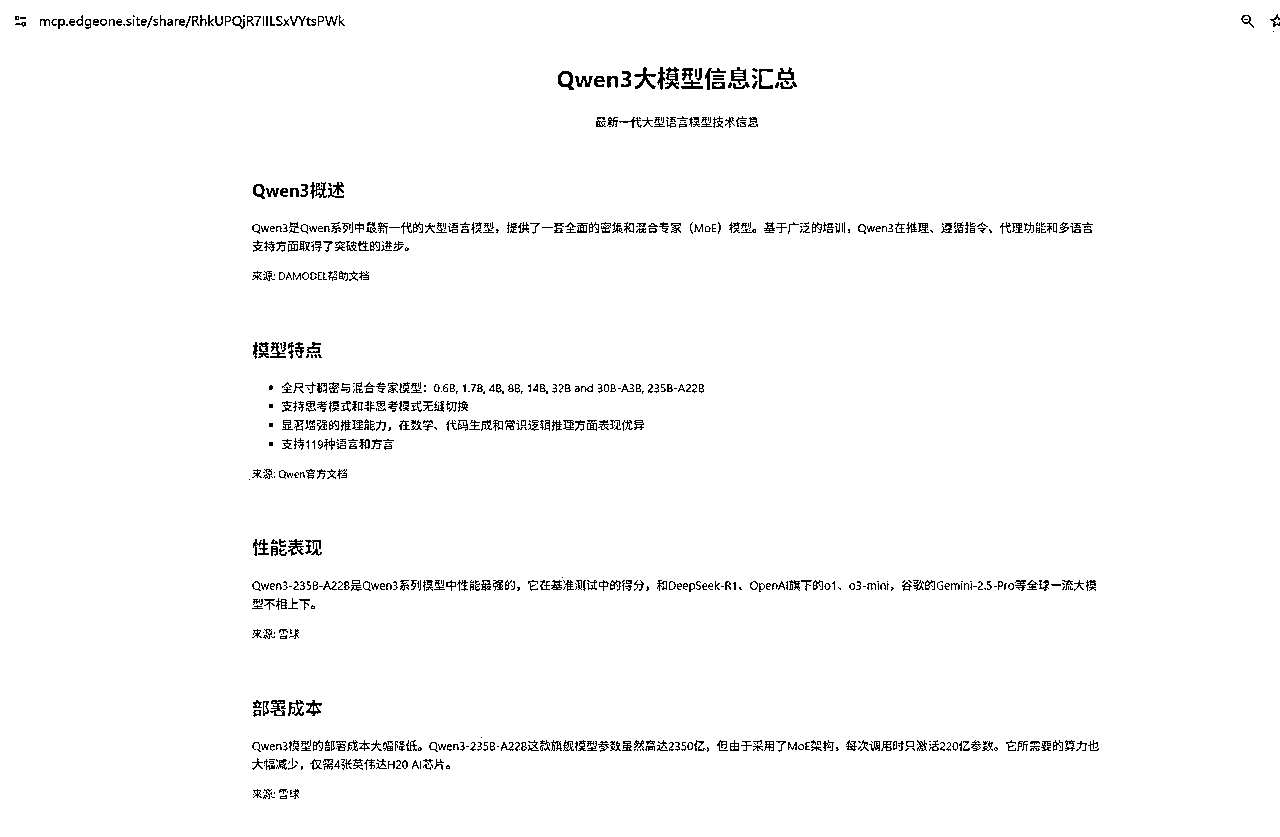 mcp.edgeone.site/share/RhkUPQjR7IILSxVYtsPWk
Qwen3大模型信息汇总
最新一代大型语言模型技术信息
Qwen3概述
Qwen3是Qwen系列中最新一代的大型语言模型，提供了一套全面的密集和混合专家（MoE）模型。基于广泛的培训，Qwen3在推理、遵循指令、代理功能和多语言
支持方面取得了突破性的进步。
来源: DAMODEL帮助文档
模型特点
全尺寸稠密与混合专家模型：0.6B, 1.7B, 4B, 8B, 14B, 32B and 30B-A3B, 235B-A22B
支持思考模式和非思考模式无缝切换
显著增强的推理能力，在数学、代码生成和常识逻辑推理方面表现优异
支持119种语言和方言
来源: Qwen官方文档
性能表现
Qwen3-235B-A22B是Qwen3系列模型中性能最强的，它在基准测试中的得分，和DeepSeek-R1、OpenAI旗下的o1、o3-mini，谷歌的Gemini-2.5-Pro等全球一流大模
型不相上下。
来源: 雪球
部署成本
Qwen3模型的部署成本大幅降低。Qwen3-235B-A22B这款旗舰模型参数虽然高达2350亿，但由于采用了MoE架构，每次调用时只激活220亿参数。它所需要的算力也
大幅减少，仅需4张英伟达H20 AI芯片。
来源: 雪球